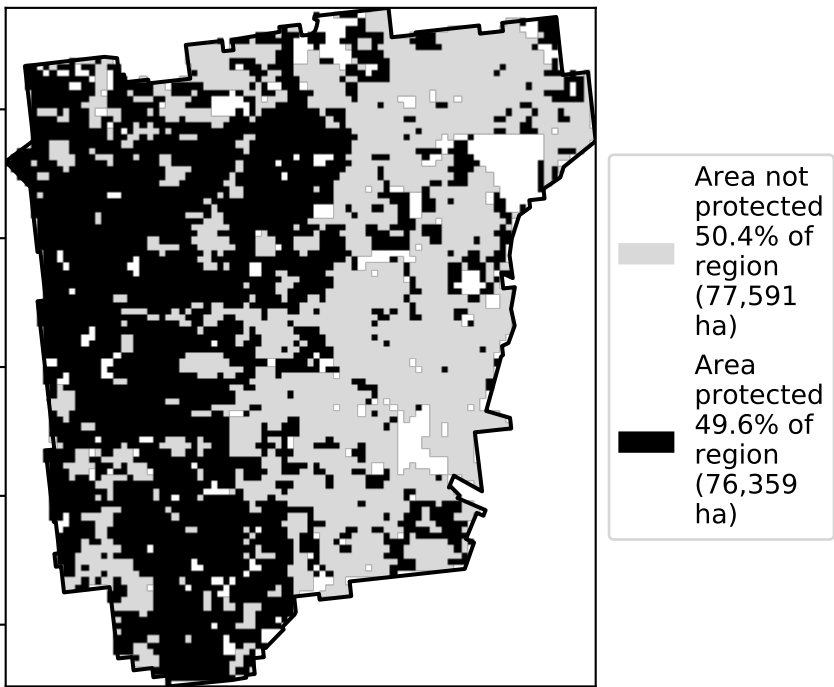 Area not
protected
50.4% of
region
(77,591
ha)
Area
protected
49.6% of
region
(76,359
ha)